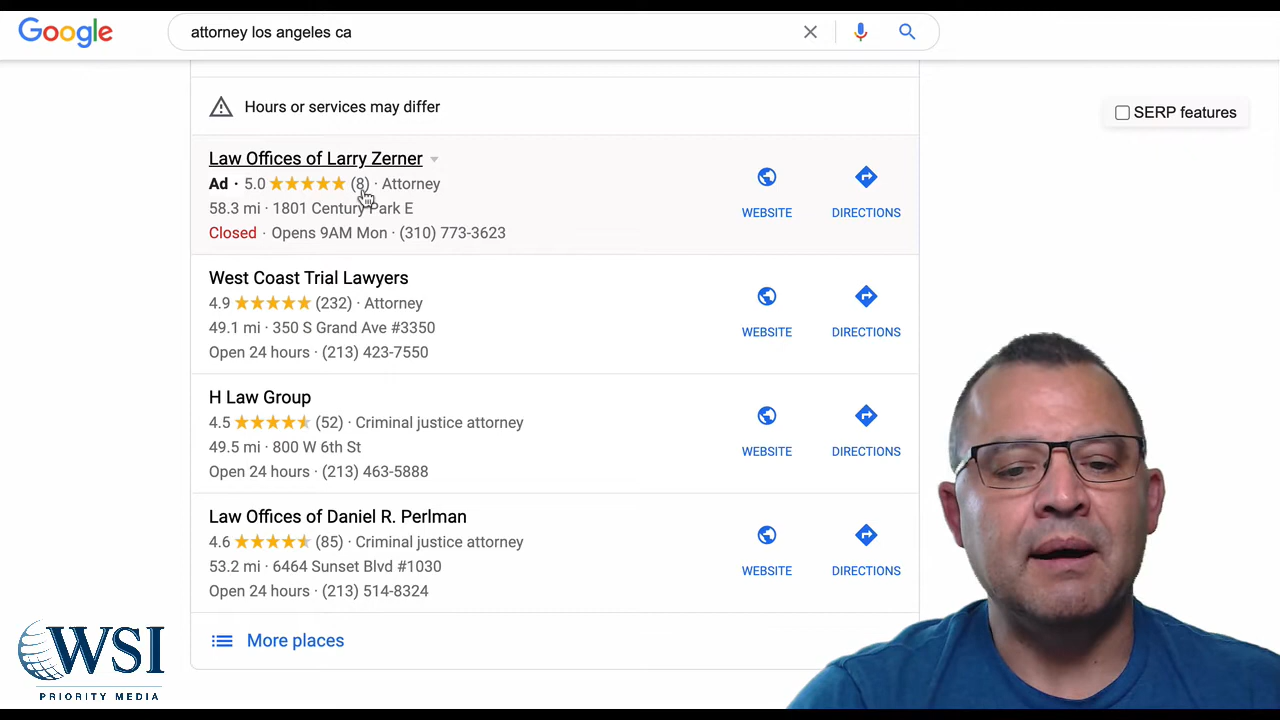 Google
attorney los angeles ca
Hours or services may differ
SERP features
Law Offices of Larry Zerner
Ad · 5.0 (8) · Attorney
58.3 mi · 1801 Century Park E
Closed · Opens 9AM Mon · (310) 773-3623
WEBSITE
DIRECTIONS
West Coast Trial Lawyers
4.9 (232) · Attorney
49.1 mi · 350 S Grand Ave #3350
Open 24 hours · (213) 423-7550
WEBSITE
DIRECTIONS
H Law Group
4.5 (52) · Criminal justice attorney
49.5 mi · 800 W 6th St
Open 24 hours · (213) 463-5888
WEBSITE
DIRECTIONS
Law Offices of Daniel R. Perlman
4.6 (85) · Criminal justice attorney
53.2 mi · 6464 Sunset Blvd #1030
Open 24 hours · (213) 514-8324
WEBSITE
DIRECTIONS
More places
WSI
PRIORITY MEDIA